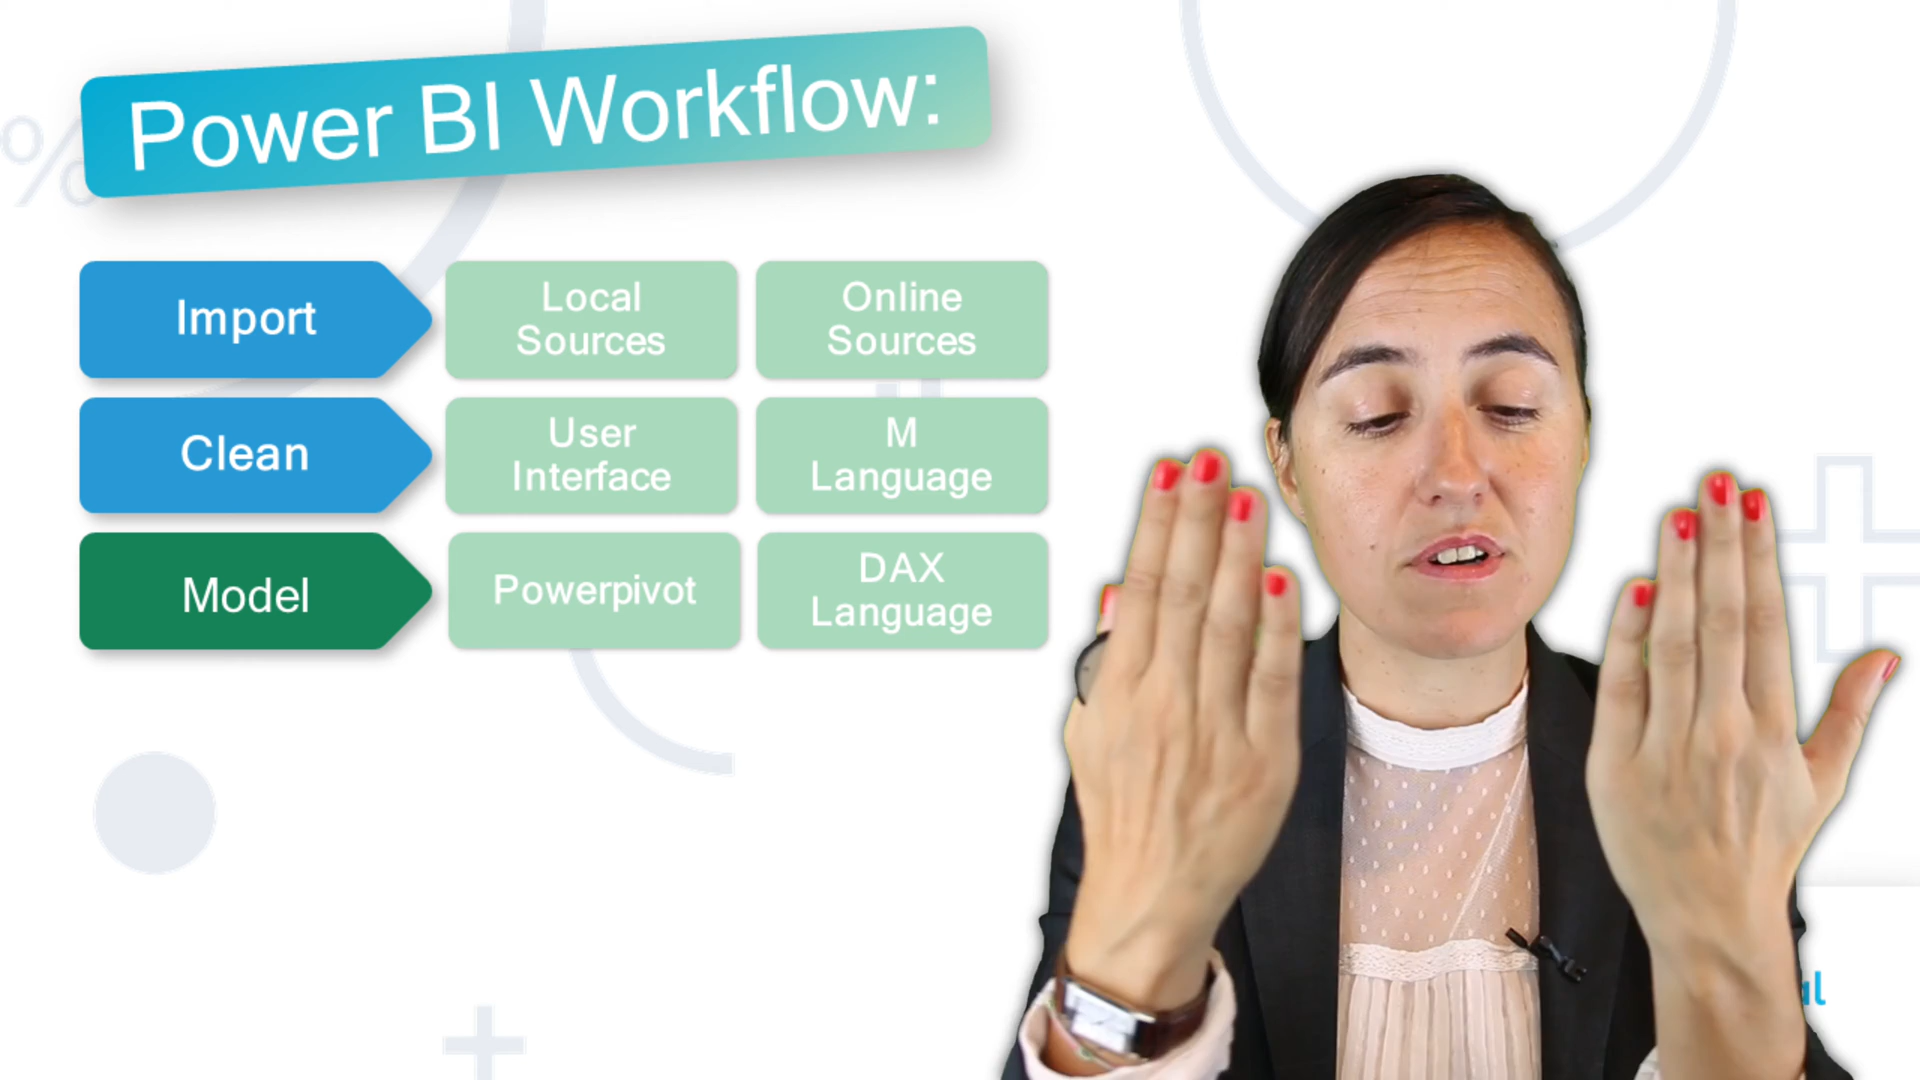 Power BI Workflow:
Import
Local
Sources
Online
Sources
Clean
User
Interface
M
Language
Model
Powerpivot
DAX
Language
%